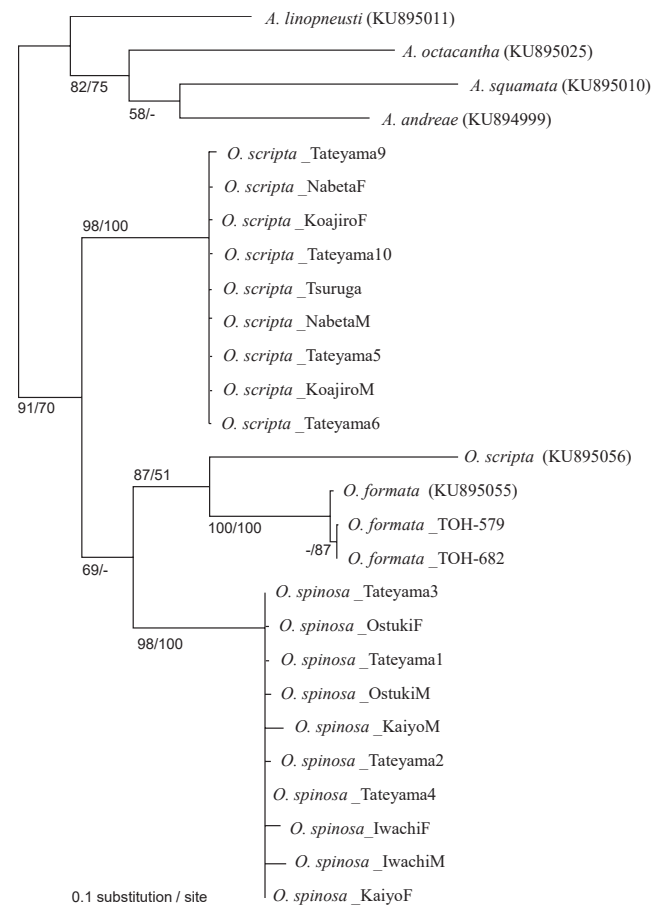 A. linopneusti (KU895011)
A. octacantha (KU895025)
82/75
A. squamata (KU895010)
58/-
A. andreae (KU894999)
O. scripta _Tateyama9
O. scripta _NabetaF
O. scripta _KoajiroF
98/100
O. scripta _Tateyama10
O. scripta _Tsuruga
O. scripta _NabetaM
O. scripta _Tateyama5
O. scripta _KoajiroM
91/70
O. scripta _Tateyama6
O. scripta (KU895056)
87/51
O. formata (KU895055)
100/100
O. formata _TOH-579
-/87
O. formata _TOH-682
69/-
O. spinosa _Tateyama3
O. spinosa _OstukiF
98/100
O. spinosa _Tateyama1
O. spinosa _OstukiM
O. spinosa _KaiyoM
O. spinosa _Tateyama2
O. spinosa _Tateyama4
O. spinosa_IwachiF
O. spinosa _IwachiM
O. spinosa _KaiyoF
0.1 substitution / site